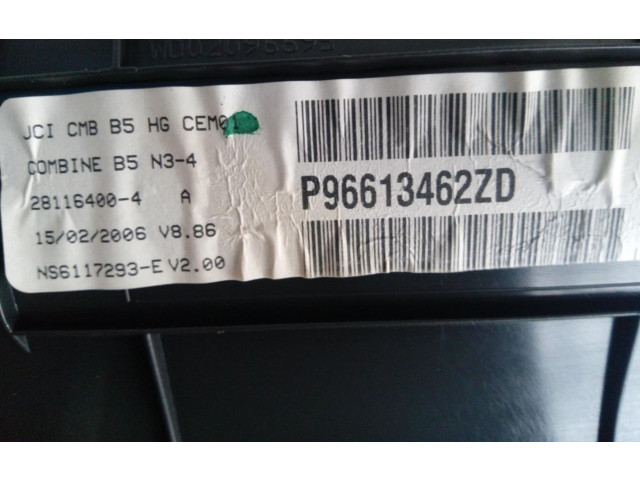 JCI CMB B5 HG CEM01
COMBINE B5 N3-4
28116400-4 A
15/02/2006 V8.86
NS6117293-E V2.00
P96613462ZD